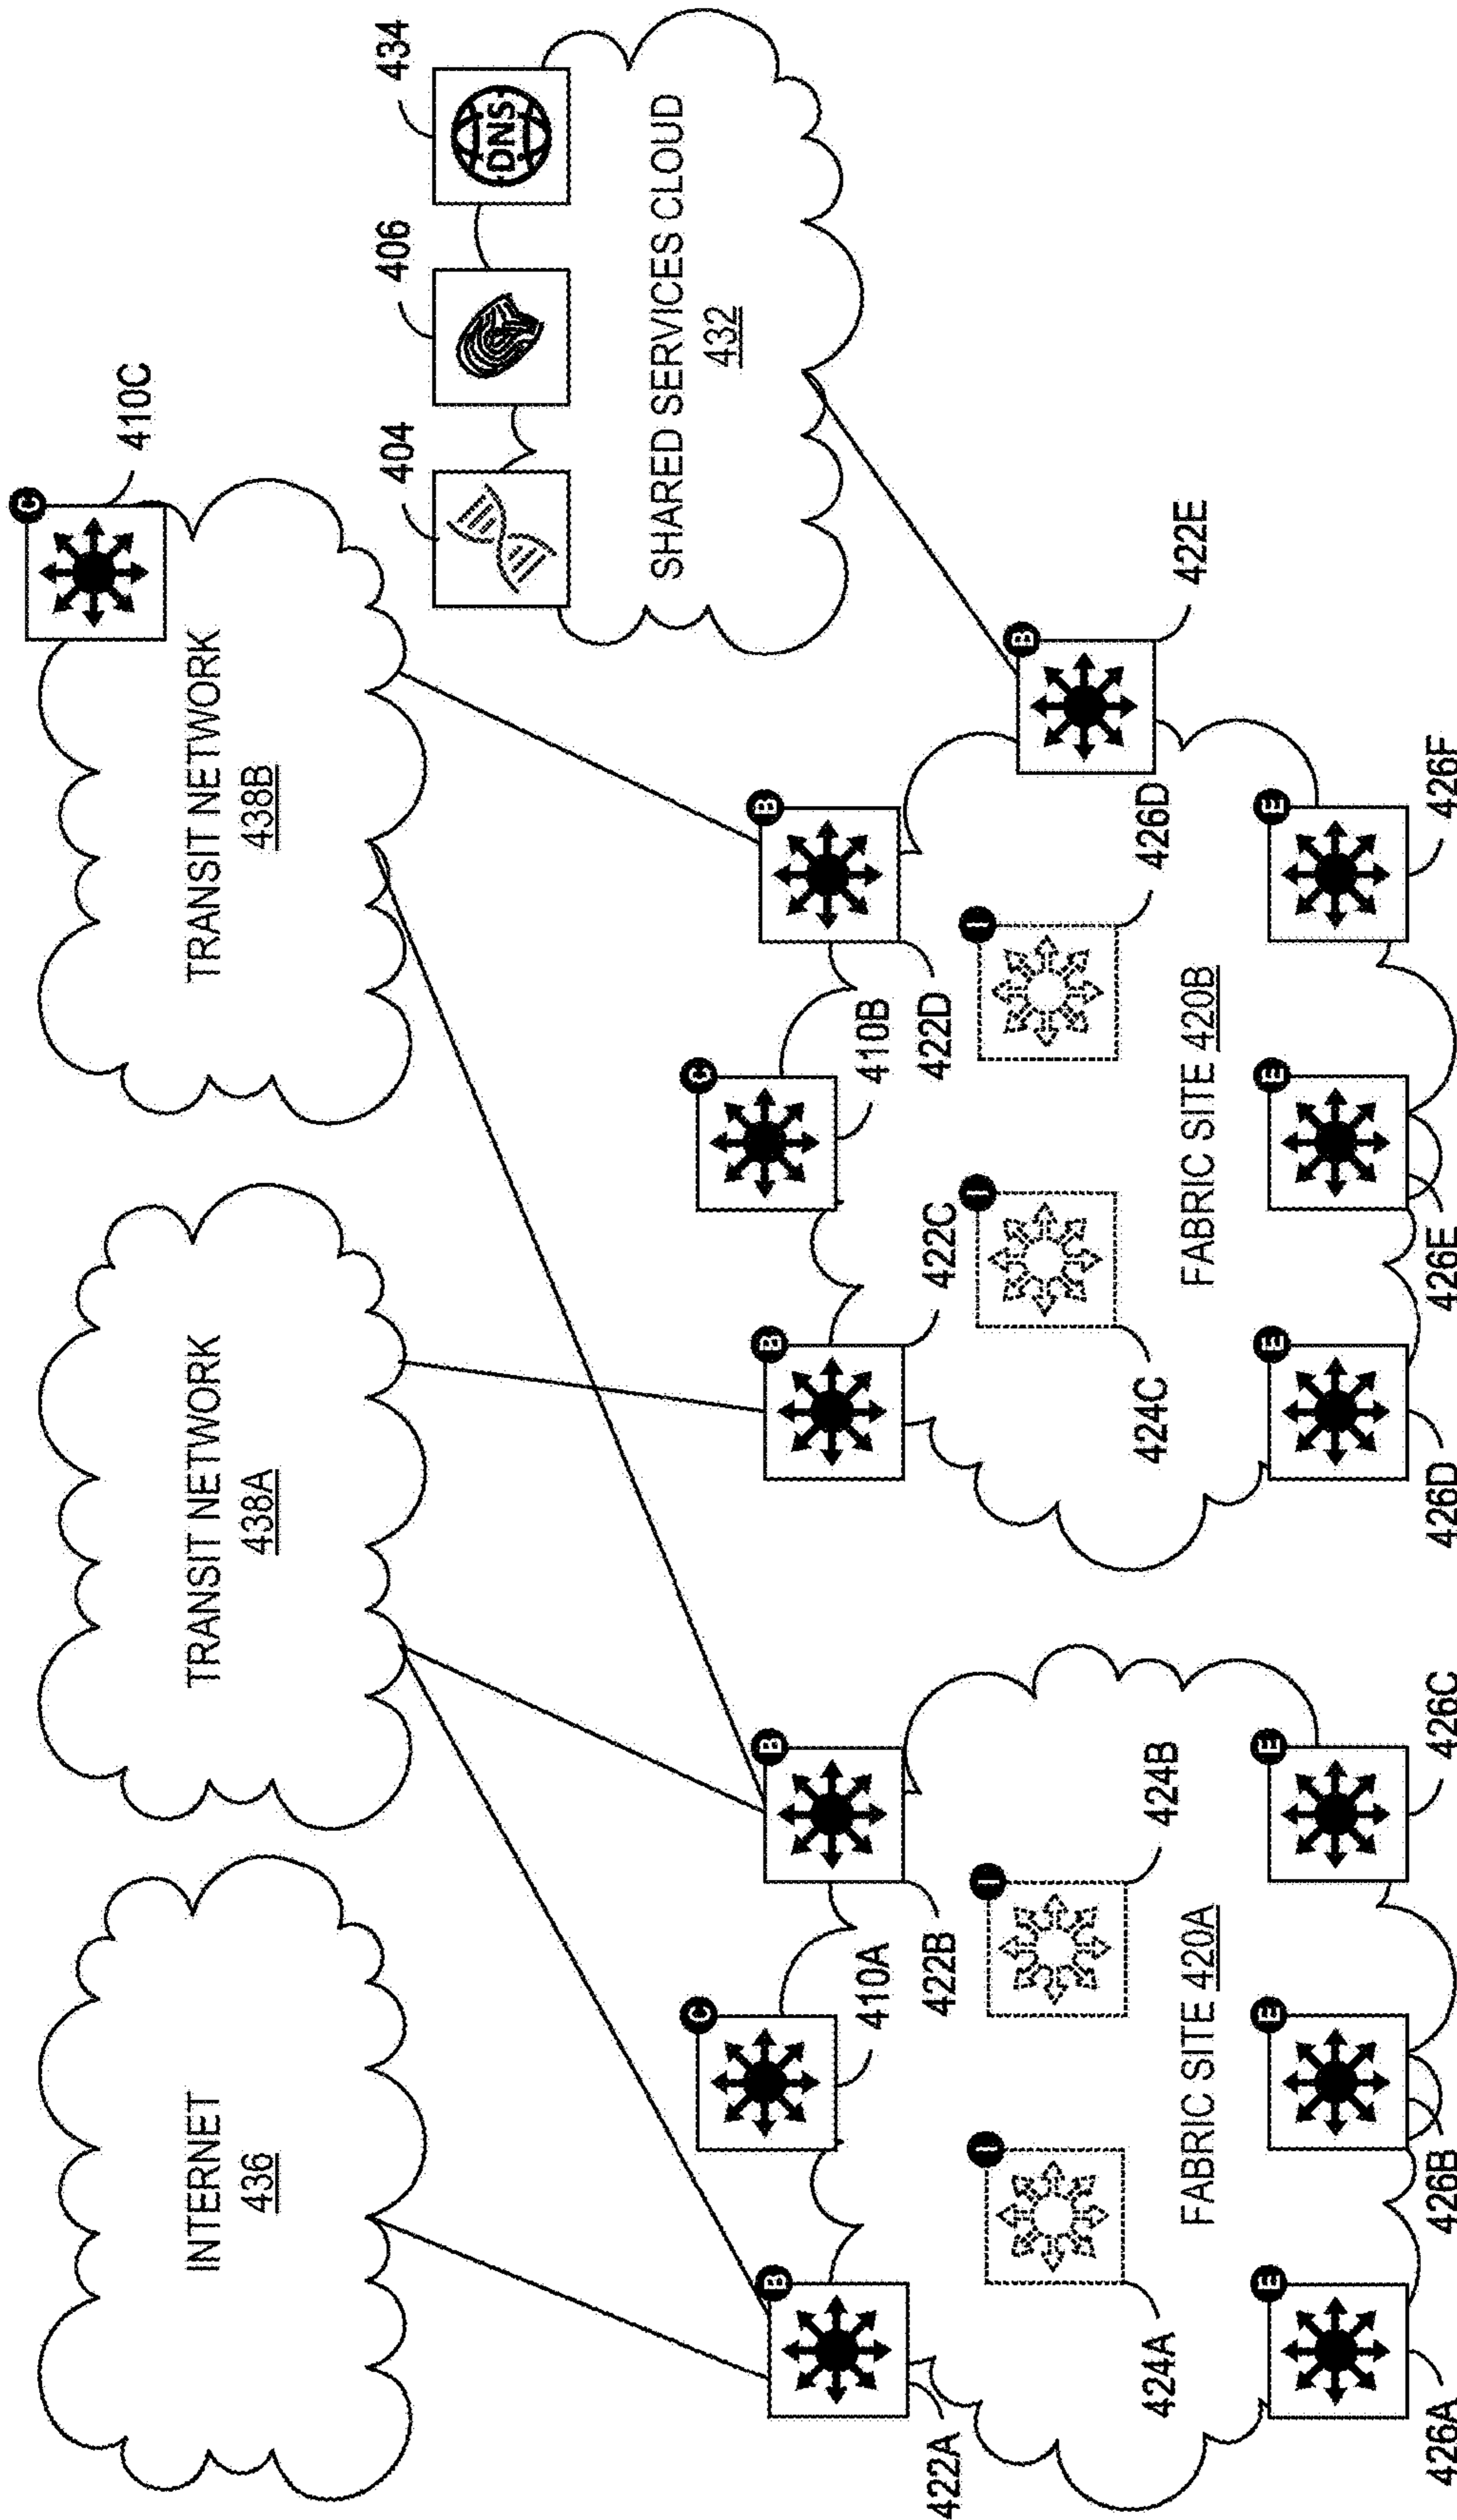 INTERNET
436
TRANSIT NETWORK
438A
TRANSIT NETWORK
438B
C
410C
404
406
434
DNS
SHARED SERVICES CLOUD
432
B
422A
C
410A
B
422B
I
424A
I
424B
FABRIC SITE 420A
E
426A
E
426B
E
426C
B
422C
C
410B
B
422D
B
422E
I
424C
I
426D
FABRIC SITE 420B
E
426D
E
426E
E
426F